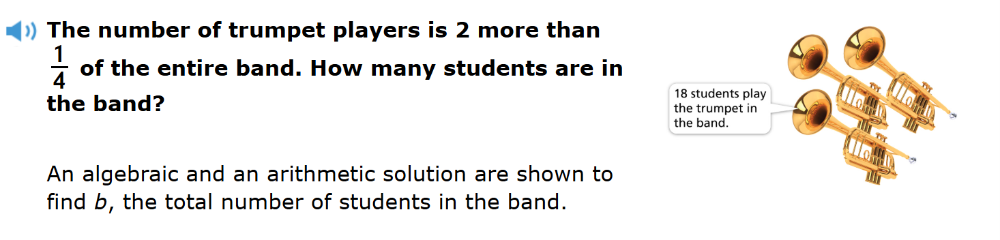 The number of trumpet players is 2 more than
1/4 of the entire band. How many students are in
the band?
18 students play
the trumpet in
the band.
An algebraic and an arithmetic solution are shown to
find b, the total number of students in the band.